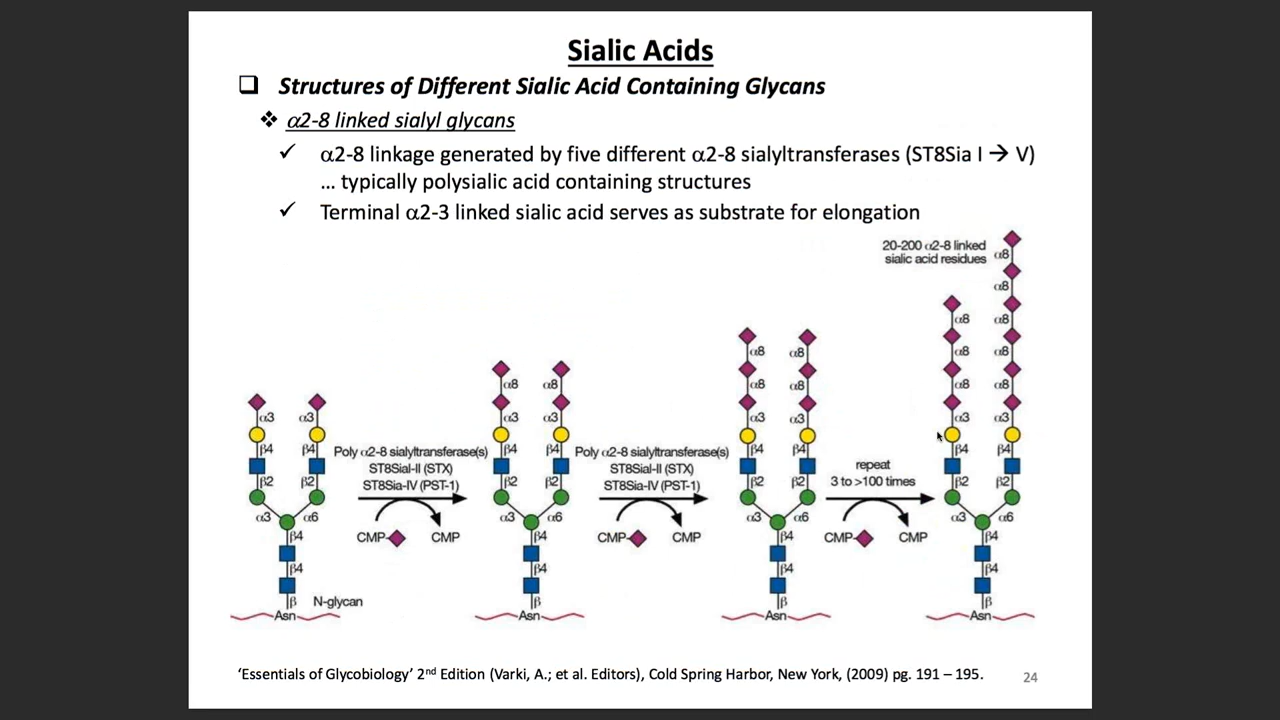 Sialic Acids
❑ Structures of Different Sialic Acid Containing Glycans
❖ α2-8 linked sialyl glycans
✓ α2-8 linkage generated by five different α2-8 sialyltransferases (ST8Sia I → V)
… typically polysialic acid containing structures
✓ Terminal α2-3 linked sialic acid serves as substrate for elongation
20-200 α2-8 linked
sialic acid residues
α8
α8
α8 α8
α8 α8 α8 α8
α8 α8 α8 α8 α8 α8
α3 α3 α3 α3 α3 α3 α3 α3
β4 β4 β4 β4 β4 β4 β4 β4
Poly α2-8 sialyltransferase(s)
ST8SiaI-II (STX)
ST8Sia-IV (PST-1)
Poly α2-8 sialyltransferase(s)
ST8SiaI-II (STX)
ST8Sia-IV (PST-1)
repeat
3 to >100 times
β2 β2 β2 β2 β2 β2 β2 β2
α3 α6 α3 α6 α3 α6 α3 α6
β4 CMP CMP β4 CMP CMP β4 CMP CMP β4
β4 β4 β4 β4
β N-glycan β β β
Asn Asn Asn Asn
‘Essentials of Glycobiology’ 2nd Edition (Varki, A.; et al. Editors), Cold Spring Harbor, New York, (2009) pg. 191 – 195.
24